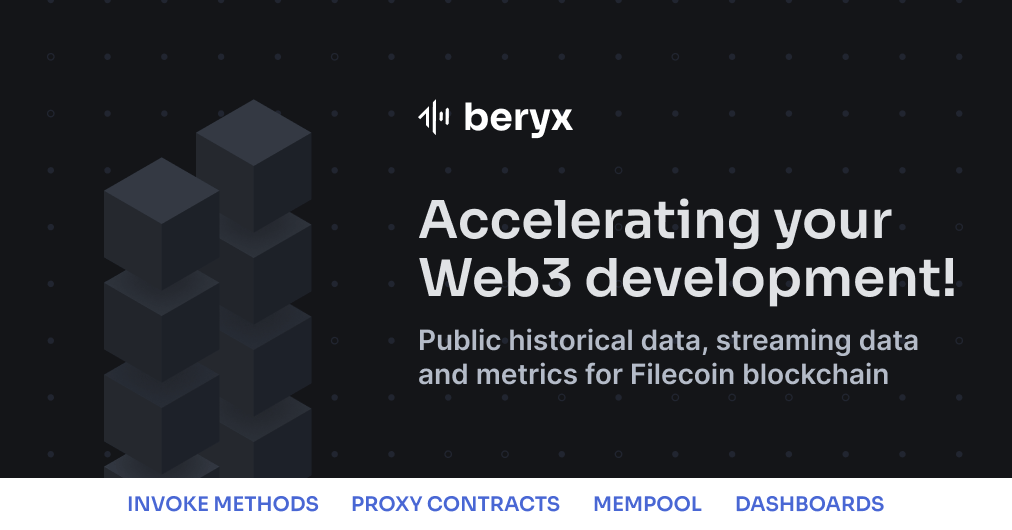 beryx
Accelerating your
Web3 development!
Public historical data, streaming data
and metrics for Filecoin blockchain
INVOKE METHODS PROXY CONTRACTS MEMPOOL DASHBOARDS